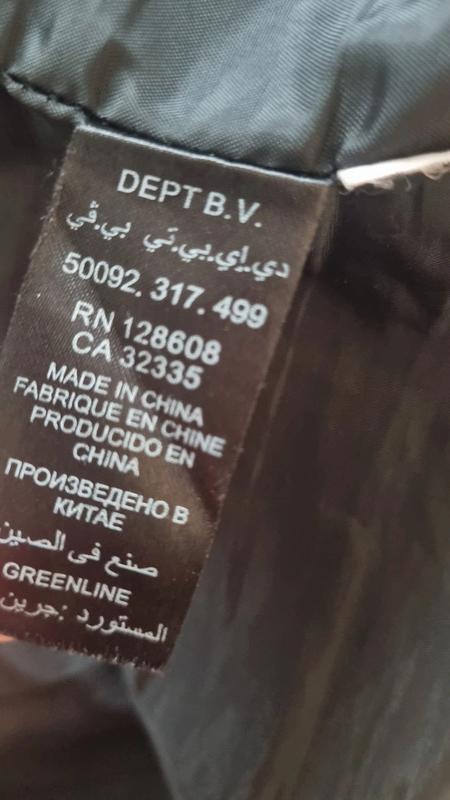 DEPT B.V.
دي.إي.بي.تي بي.ڤي
50092. 317. 499
RN 128608
CA 32335
MADE IN CHINA
FABRIQUE EN CHINE
PRODUCIDO EN
CHINA
ПРОИЗВЕДЕНО В
КИТАЕ
صنع فى الصين
GREENLINE
المستورد :جرين